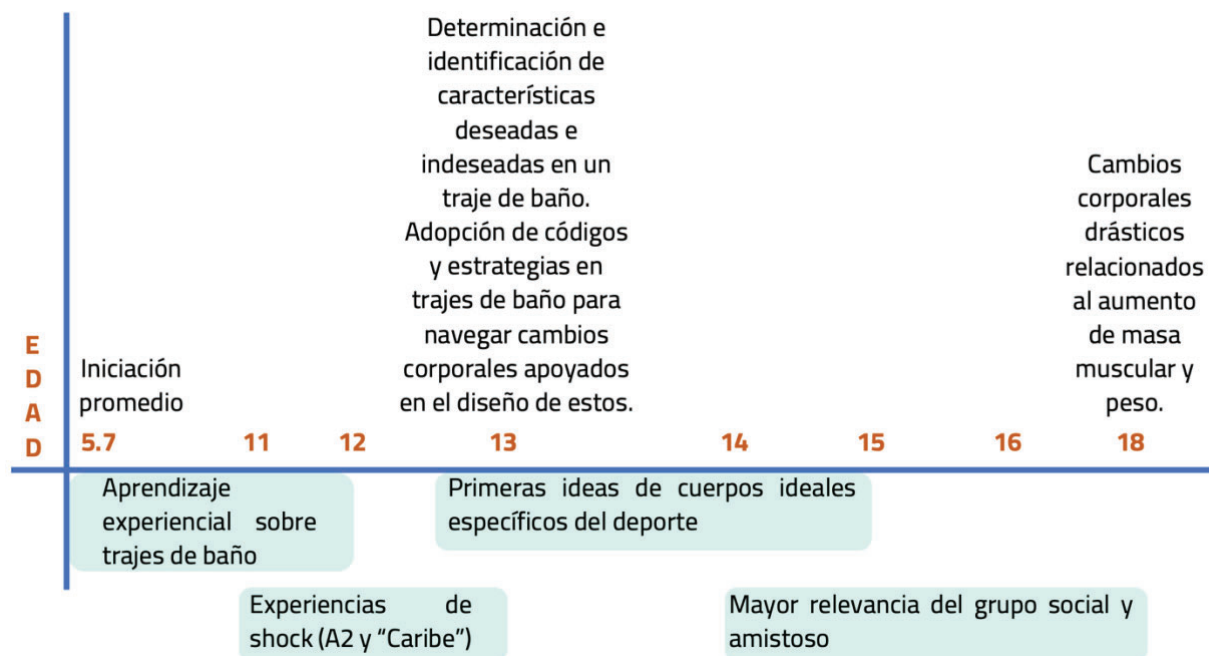 Determinación e
identificación de
características
deseadas e
indeseadas en un
traje de baño.
Adopción de códigos
y estrategias en
trajes de baño para
navegar cambios
corporales apoyados
en el diseño de estos.
Cambios
corporales
drásticos
relacionados
al aumento
de masa
muscular y
peso.
E
D
A
D
Iniciación
promedio
5.7 11 12 13 14 15 16 18
Aprendizaje
experiencial sobre
trajes de baño
Primeras ideas de cuerpos ideales
específicos del deporte
Experiencias de
shock (A2 y “Caribe”)
Mayor relevancia del grupo social y
amistoso